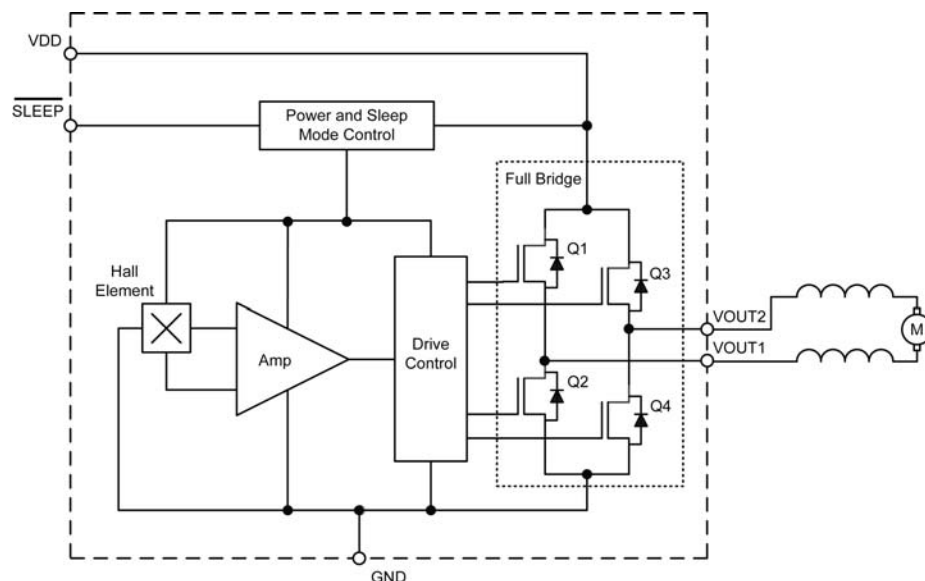 VDD
SLEEP
Power and Sleep
Mode Control
Full Bridge
Q1
Q3
Hall
Element
Amp
Drive
Control
VOUT2
M
VOUT1
Q2
Q4
GND